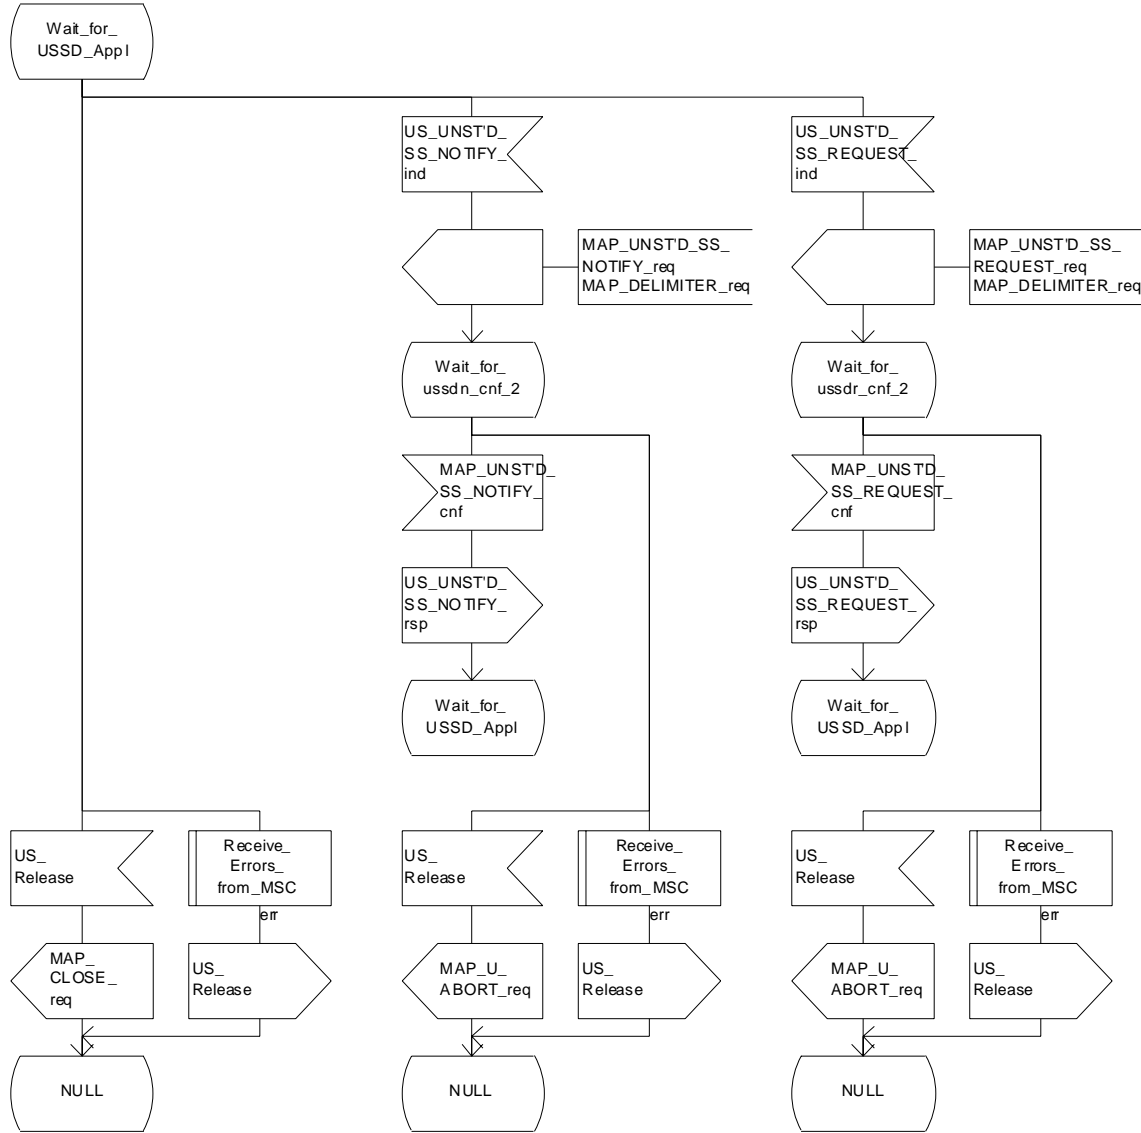 Wait_for_
USSD_Appl
US_UNST'D_
SS_NOTIFY_
ind
US_UNST'D_
SS_REQUEST_
ind
MAP_UNST'D_SS_
NOTIFY_req
MAP_DELIMITER_req
MAP_UNST'D_SS_
REQUEST_req
MAP_DELIMITER_req
Wait_for_
ussdn_cnf_2
Wait_for_
ussdr_cnf_2
MAP_UNST'D_
SS_NOTIFY_
cnf
MAP_UNST'D_
SS_REQUEST_
cnf
US_UNST'D_
SS_NOTIFY_
rsp
US_UNST'D_
SS_REQUEST_
rsp
Wait_for_
USSD_Appl
Wait_for_
USSD_Appl
US_
Release
Receive_
Errors_
from_MSC
err
US_
Release
Receive_
Errors_
from_MSC
err
US_
Release
Receive_
Errors_
from_MSC
err
MAP_
CLOSE_
req
US_
Release
MAP_U_
ABORT_req
US_
Release
MAP_U_
ABORT_req
US_
Release
NULL
NULL
NULL